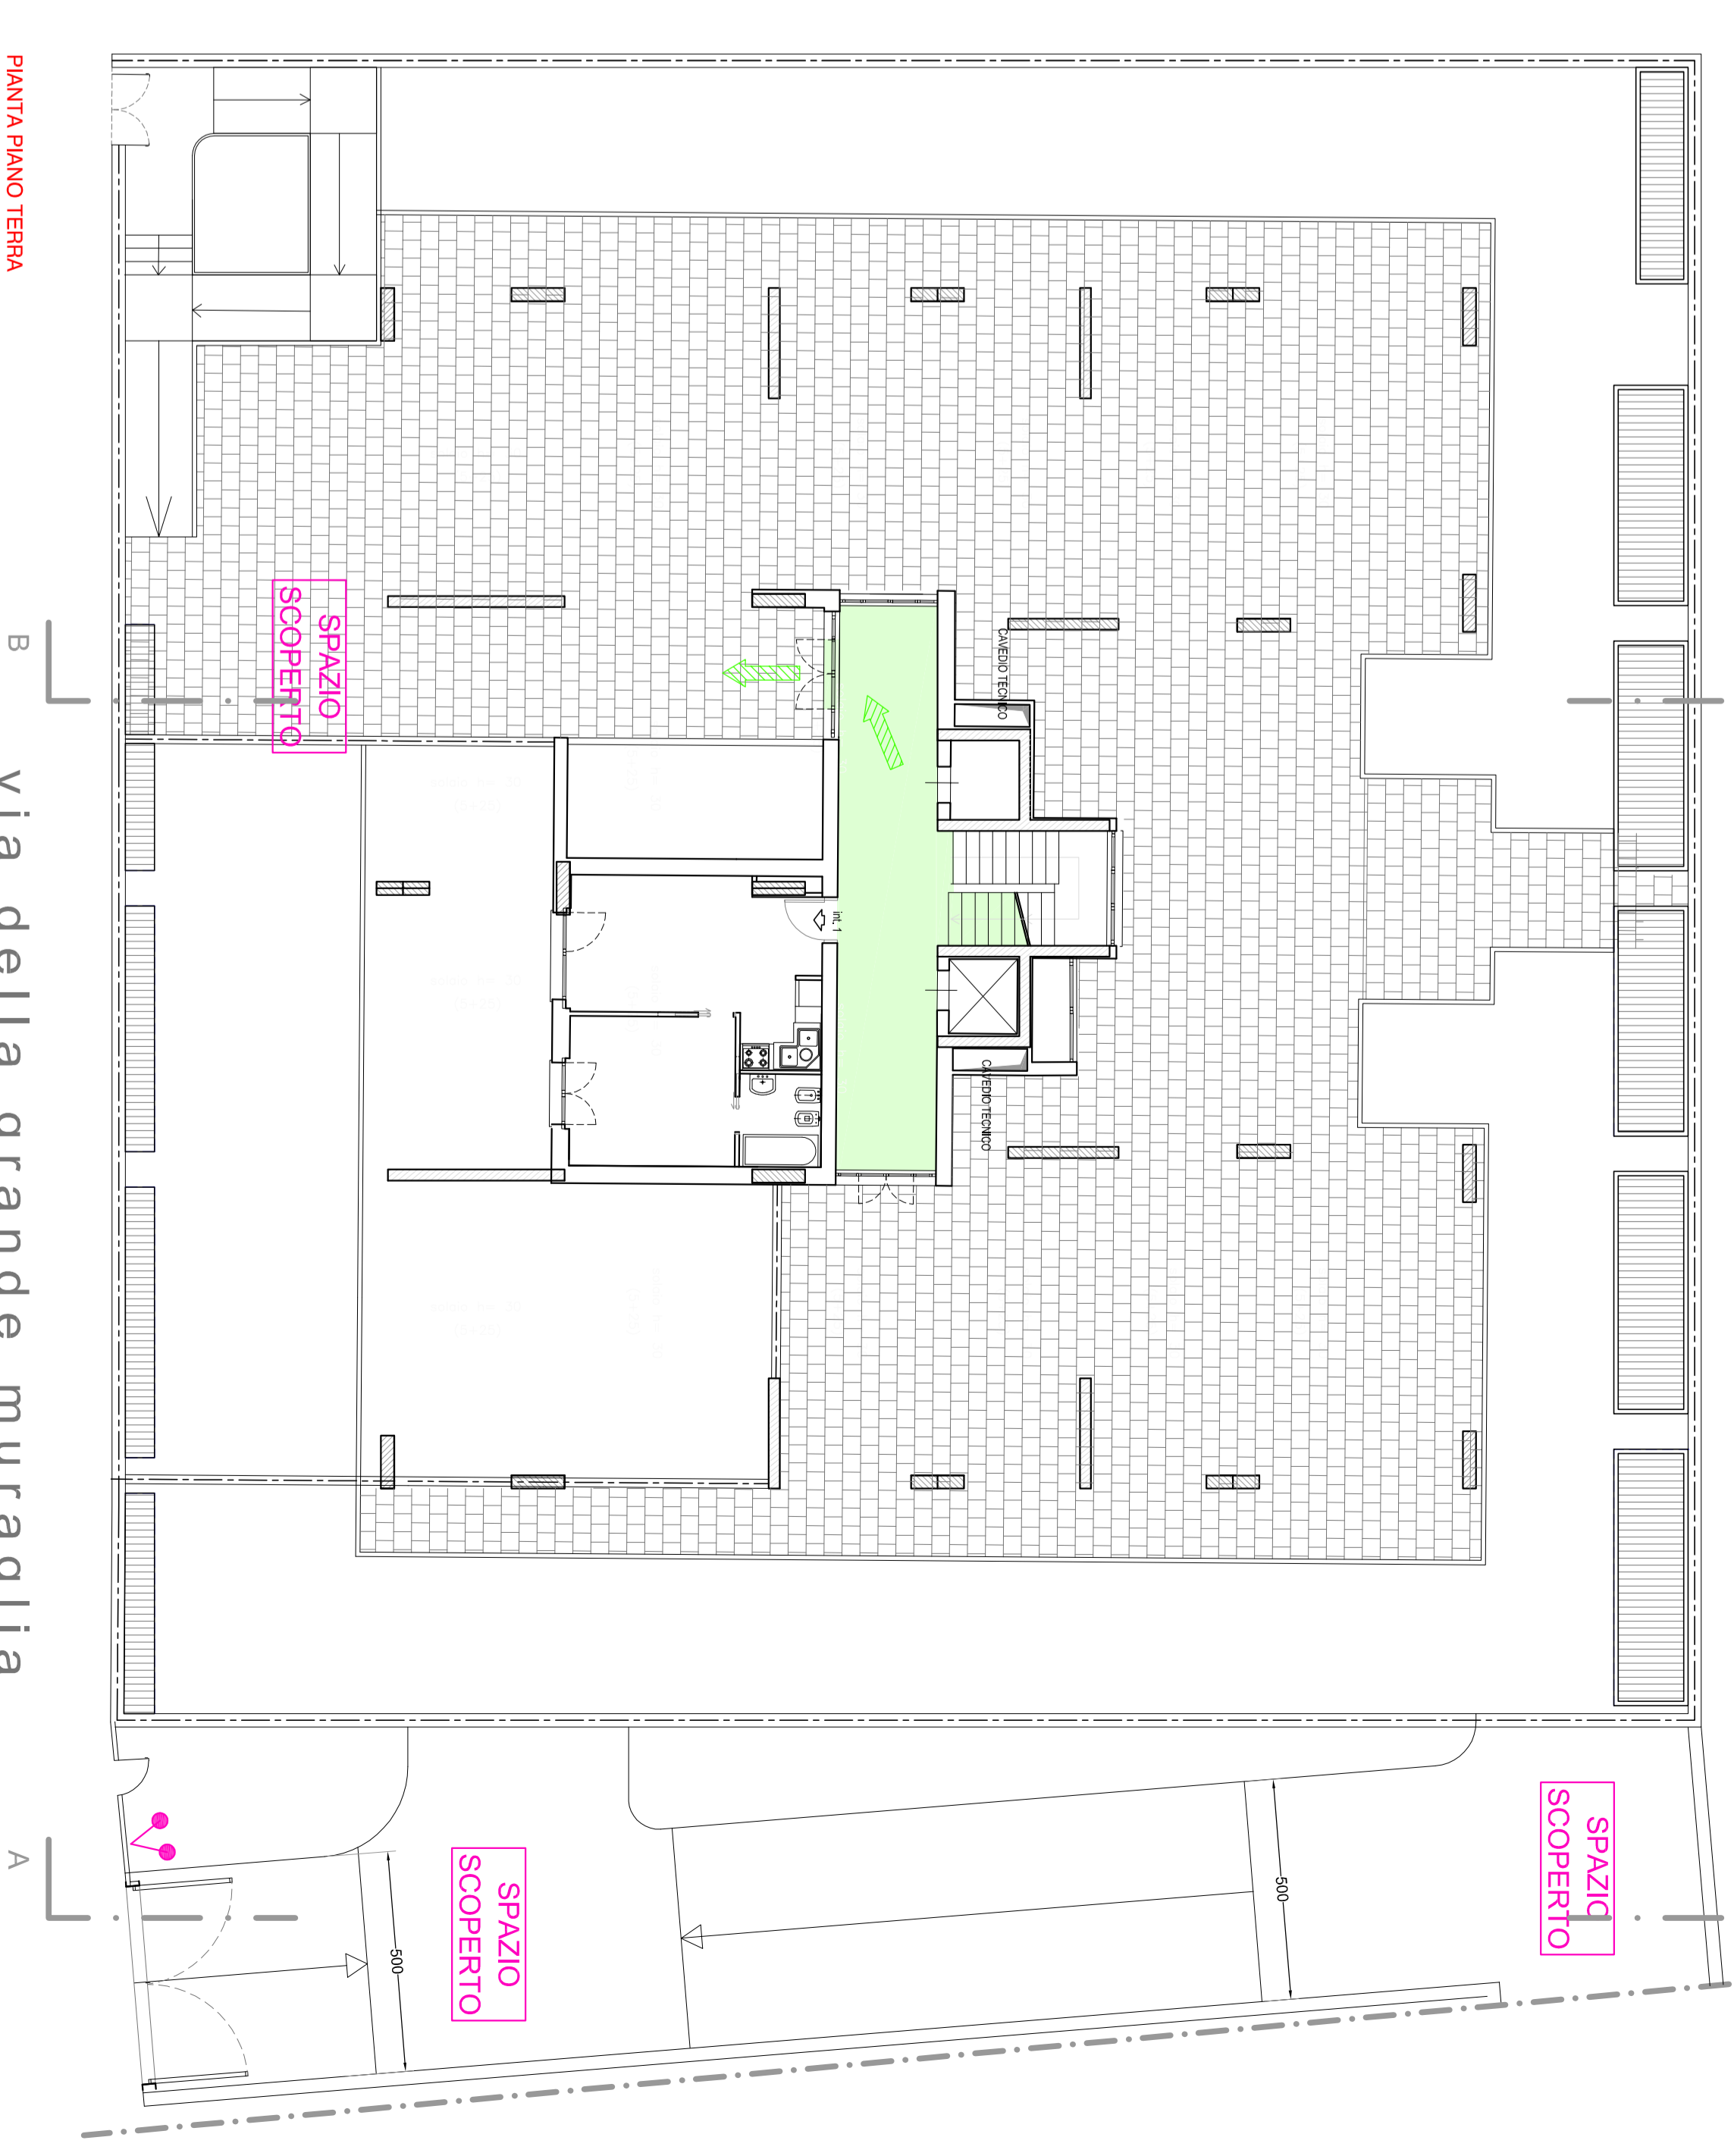 PIANTA PIANO TERRA
B
via della grande muraglia
A
SPAZIO
SCOPERTO
CAVEDIO TECNICO
int.1
CAVEDIO TECNICO
SPAZIO
SCOPERTO
500
500
SPAZIO
SCOPERTO